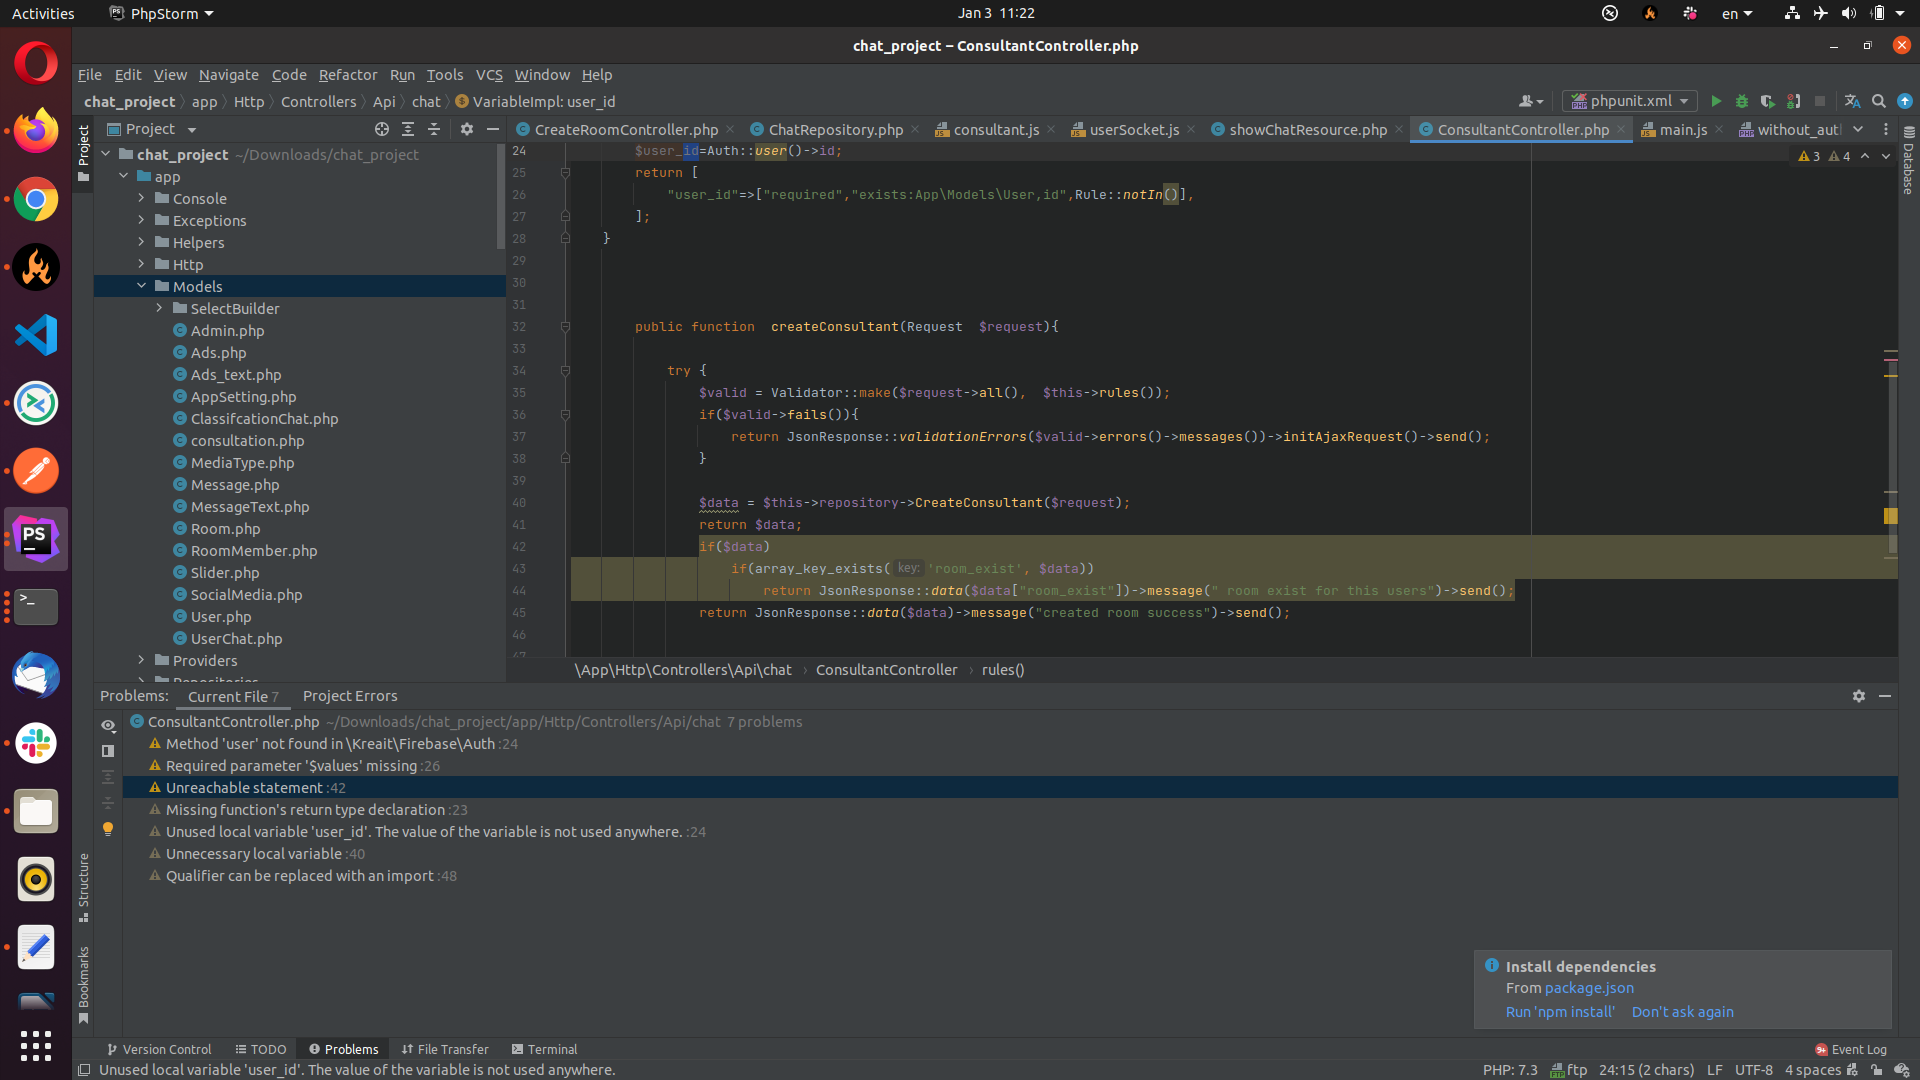 Activities
PhpStorm
Jan 3 11:22
en
chat_project – ConsultantController.php
File Edit View Navigate Code Refactor Run Tools VCS Window Help
chat_project app Http Controllers Api chat VariableImpl: user_id
phpunit.xml
Project
Project
CreateRoomController.php ChatRepository.php consultant.js userSocket.js showChatResource.php ConsultantController.php main.js without_autl
Database
chat_project ~/Downloads/chat_project
app
Console
Exceptions
Helpers
Http
Models
SelectBuilder
Admin.php
Ads.php
Ads_text.php
AppSetting.php
ClassifcationChat.php
consultation.php
MediaType.php
Message.php
MessageText.php
Room.php
RoomMember.php
Slider.php
SocialMedia.php
User.php
UserChat.php
Providers
3 4
24 $user_id=Auth::user()->id;
25 return [
26 "user_id"=>["required","exists:App\Models\User,id",Rule::notIn()],
27 ];
28 }
29
30
31
32 public function createConsultant(Request $request){
33
34 try {
35 $valid = Validator::make($request->all(), $this->rules());
36 if($valid->fails()){
37 return JsonResponse::validationErrors($valid->errors()->messages())->initAjaxRequest()->send();
38 }
39
40 $data = $this->repository->CreateConsultant($request);
41 return $data;
42 if($data)
43 if(array_key_exists( key: 'room_exist', $data))
44 return JsonResponse::data($data["room_exist"])->message(" room exist for this users")->send();
45 return JsonResponse::data($data)->message("created room success")->send();
46
47
\App\Http\Controllers\Api\chat › ConsultantController › rules()
Problems: Current File 7 Project Errors
ConsultantController.php ~/Downloads/chat_project/app/Http/Controllers/Api/chat 7 problems
Method 'user' not found in \Kreait\Firebase\Auth :24
Required parameter '$values' missing :26
Unreachable statement :42
Missing function's return type declaration :23
Unused local variable 'user_id'. The value of the variable is not used anywhere. :24
Unnecessary local variable :40
Qualifier can be replaced with an import :48
Structure
Bookmarks
Install dependencies
From package.json
Run 'npm install' Don't ask again
Version Control TODO Problems File Transfer Terminal
9+ Event Log
Unused local variable 'user_id'. The value of the variable is not used anywhere.
PHP: 7.3 ftp 24:15 (2 chars) LF UTF-8 4 spaces
PS